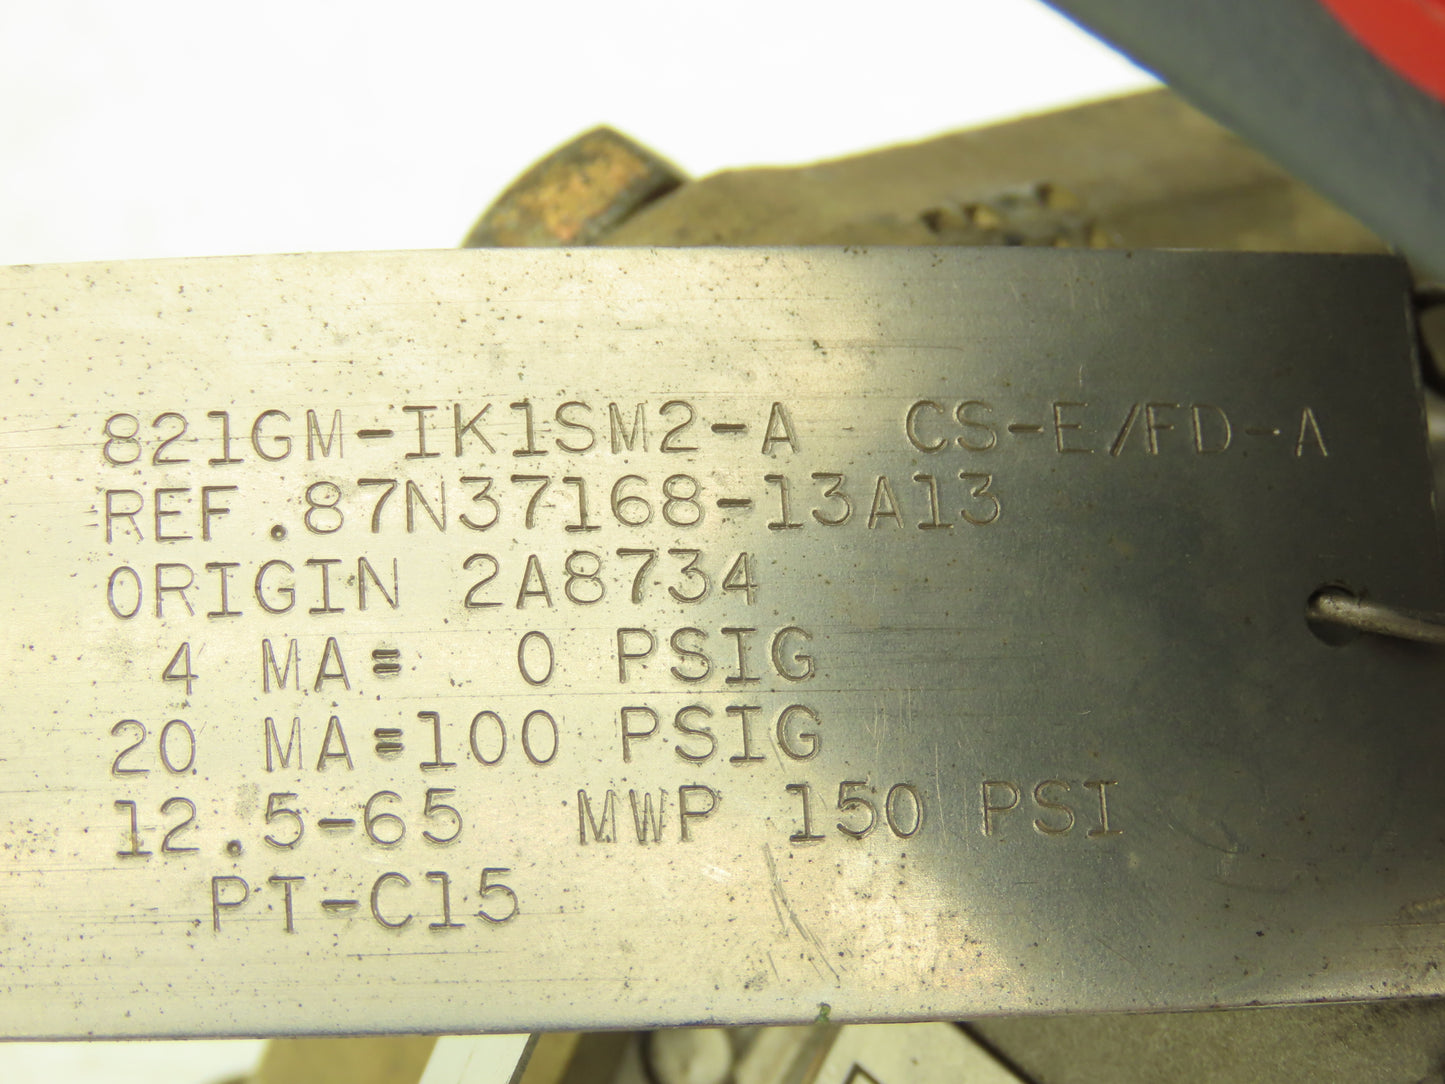 821GM-IK1SM2-A CS-E/FD-A
REF.87N37168-13A13
ORIGIN 2A8734
4 MA= 0 PSIG
20 MA=100 PSIG
12.5-65 MWP 150 PSI
PT-C15